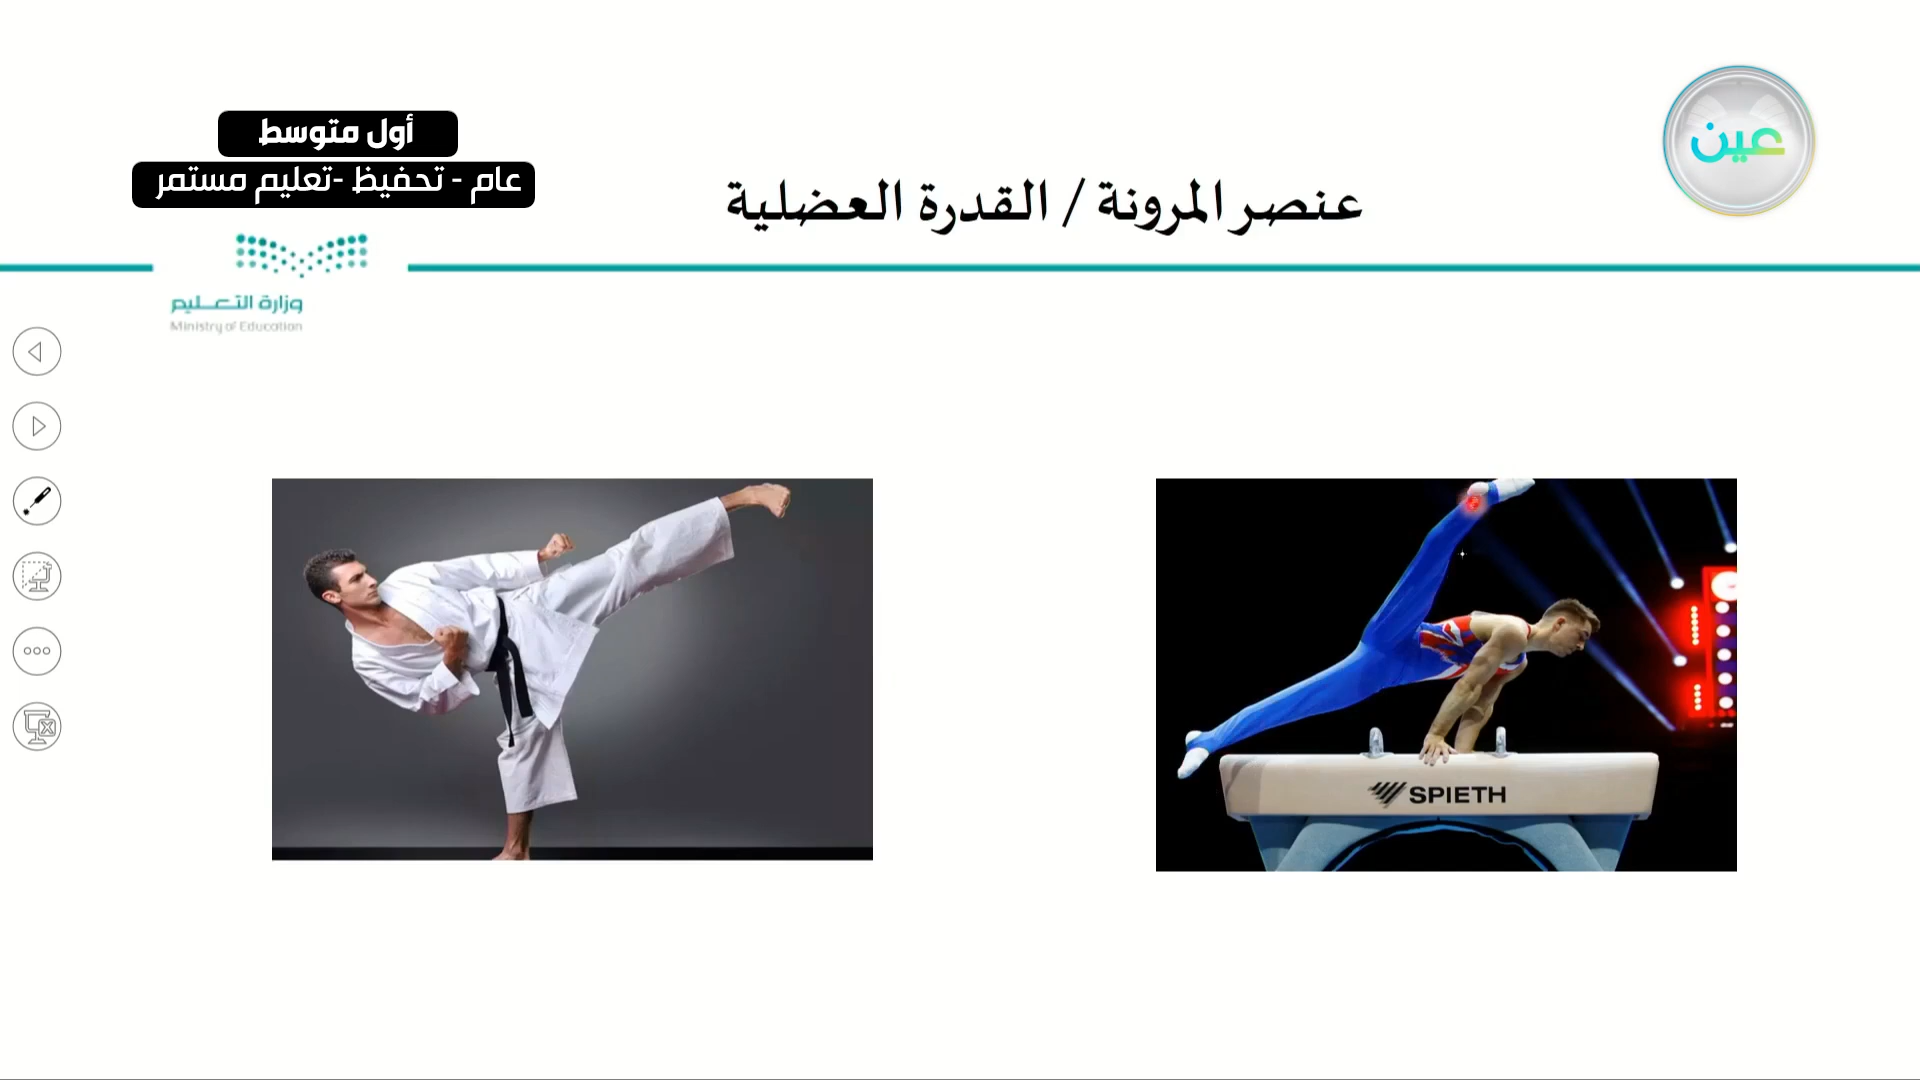 عين
أول متوسط
عام - تحفيظ -تعليم مستمر
عنصر المرونة / القدرة العضلية
وزارة التعليم
Ministry of Education
SPIETH